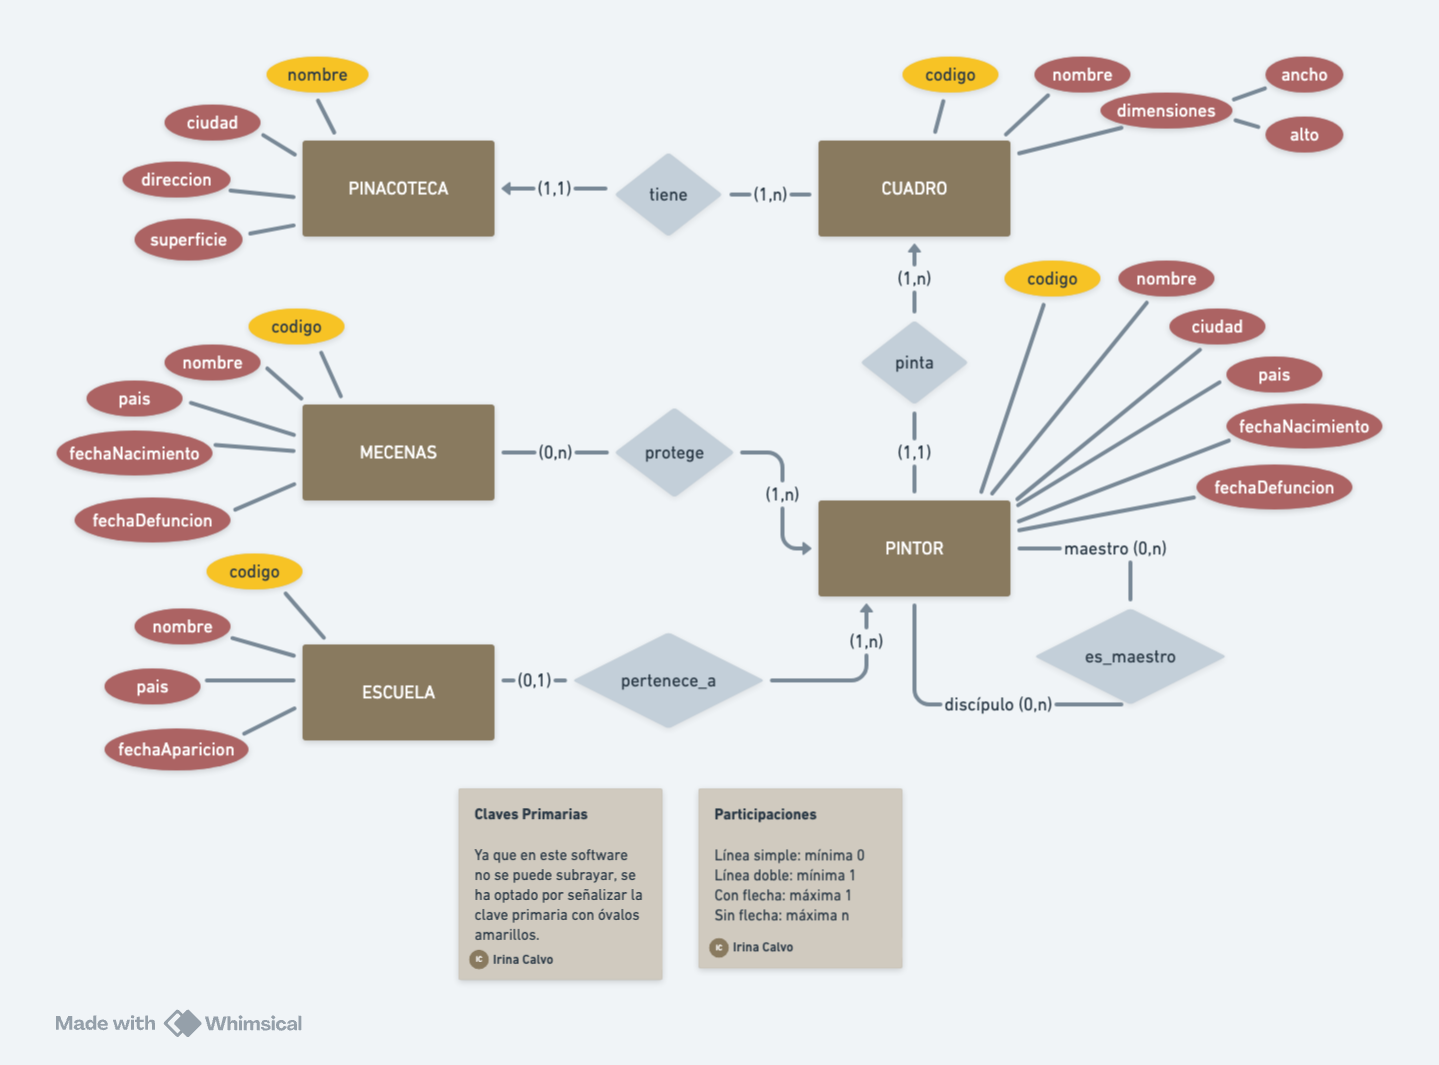 nombre
ciudad
direccion
superficie
PINACOTECA
(1,1)
tiene
(1,n)
CUADRO
codigo
nombre
dimensiones
ancho
alto
(1,n)
pinta
(1,1)
codigo
nombre
ciudad
pais
fechaNacimiento
fechaDefuncion
codigo
nombre
pais
fechaNacimiento
fechaDefuncion
MECENAS
(0,n)
protege
(1,n)
PINTOR
maestro (0,n)
es_maestro
discípulo (0,n)
codigo
nombre
pais
fechaAparicion
ESCUELA
(0,1)
pertenece_a
(1,n)
Claves Primarias
Ya que en este software
no se puede subrayar, se
ha optado por señalizar la
clave primaria con óvalos
amarillos.
IC Irina Calvo
Participaciones
Línea simple: mínima 0
Línea doble: mínima 1
Con flecha: máxima 1
Sin flecha: máxima n
IC Irina Calvo
Made with Whimsical